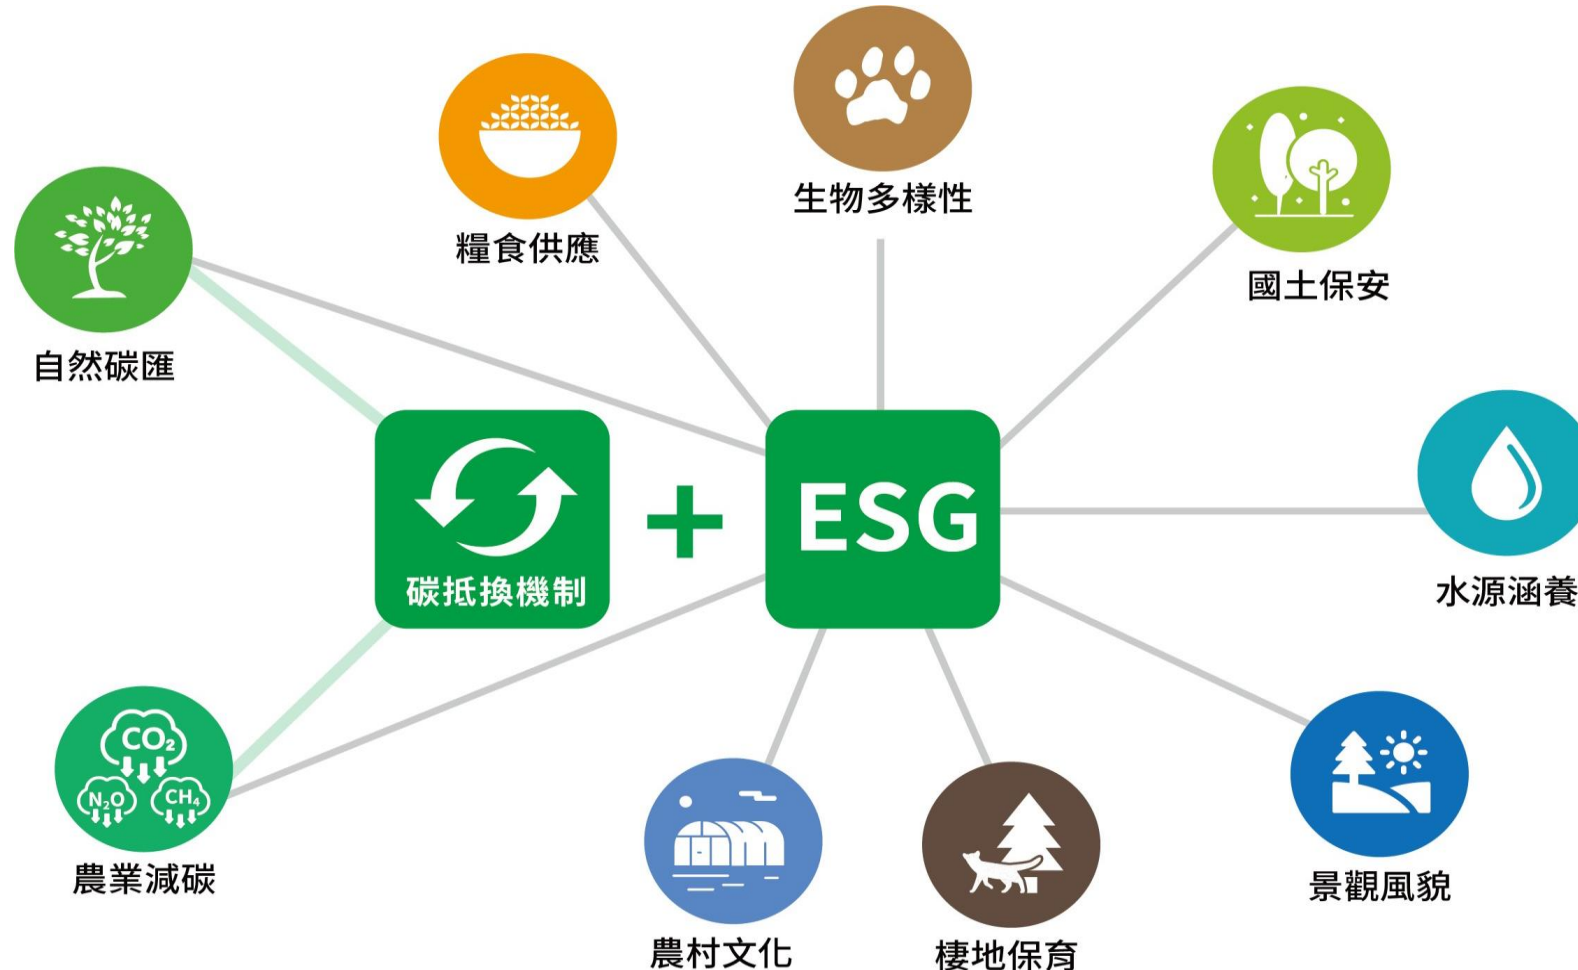 生物多樣性
糧食供應
國土保安
自然碳匯
ESG
碳抵換機制
水源涵養
CO₂
N₂O
CH₄
農業減碳
景觀風貌
農村文化
棲地保育